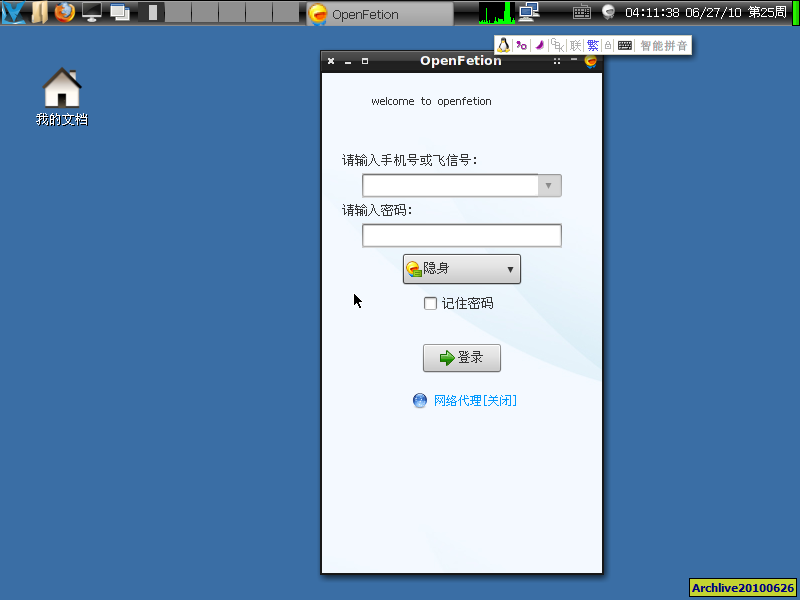 OpenFetion
04:11:38 06/27/10 第25周
联 繁 智能拼音
OpenFetion
welcome to openfetion
我的文档
请输入手机号或飞信号:
请输入密码:
隐身
记住密码
登录
网络代理[关闭]
Archlive20100626